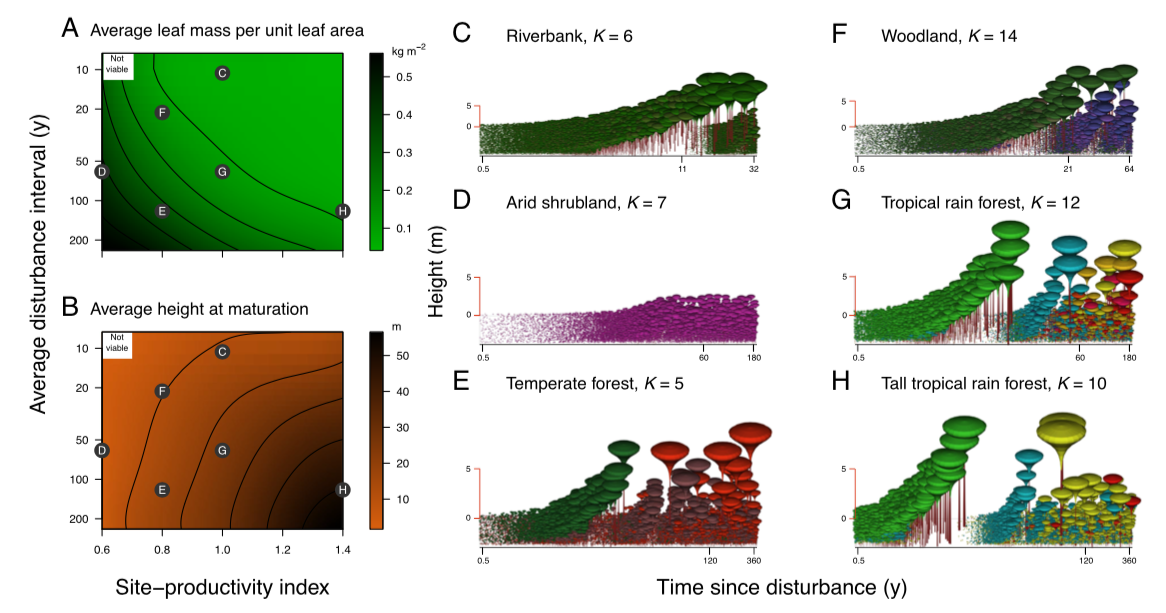 A Average leaf mass per unit leaf area
kg m−2
Not
viable
10
20
50
100
200
C
F
D
G
E
H
0.5
0.4
0.3
0.2
0.1
B Average height at maturation
m
Not
viable
10
20
50
100
200
C
F
D
G
E
H
50
40
30
20
10
0.6 0.8 1.0 1.2 1.4
Average disturbance interval (y)
Site−productivity index
C Riverbank, K = 6
5
0
0.5 11 32
D Arid shrubland, K = 7
5
0
0.5 60 180
E Temperate forest, K = 5
5
0
0.5 120 360
F Woodland, K = 14
5
0
0.5 21 64
G Tropical rain forest, K = 12
5
0
0.5 60 180
H Tall tropical rain forest, K = 10
5
0
0.5 120 360
Height (m)
Time since disturbance (y)